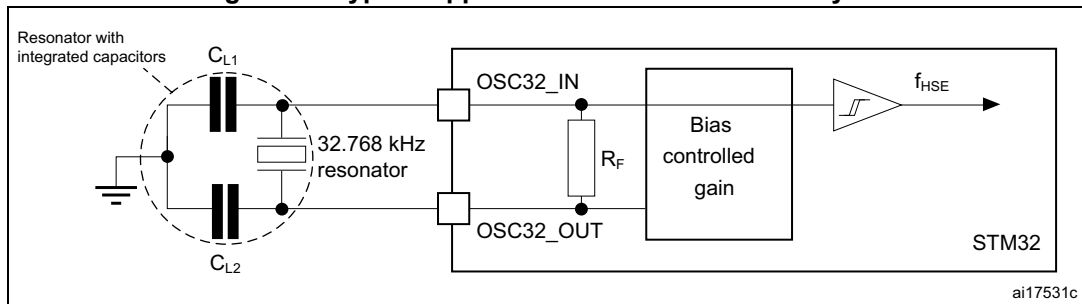 Resonator with
integrated capacitors
CL1
OSC32_IN
fHSE
32.768 kHz
resonator
RF
Bias
controlled
gain
OSC32_OUT
STM32
CL2
ai17531c